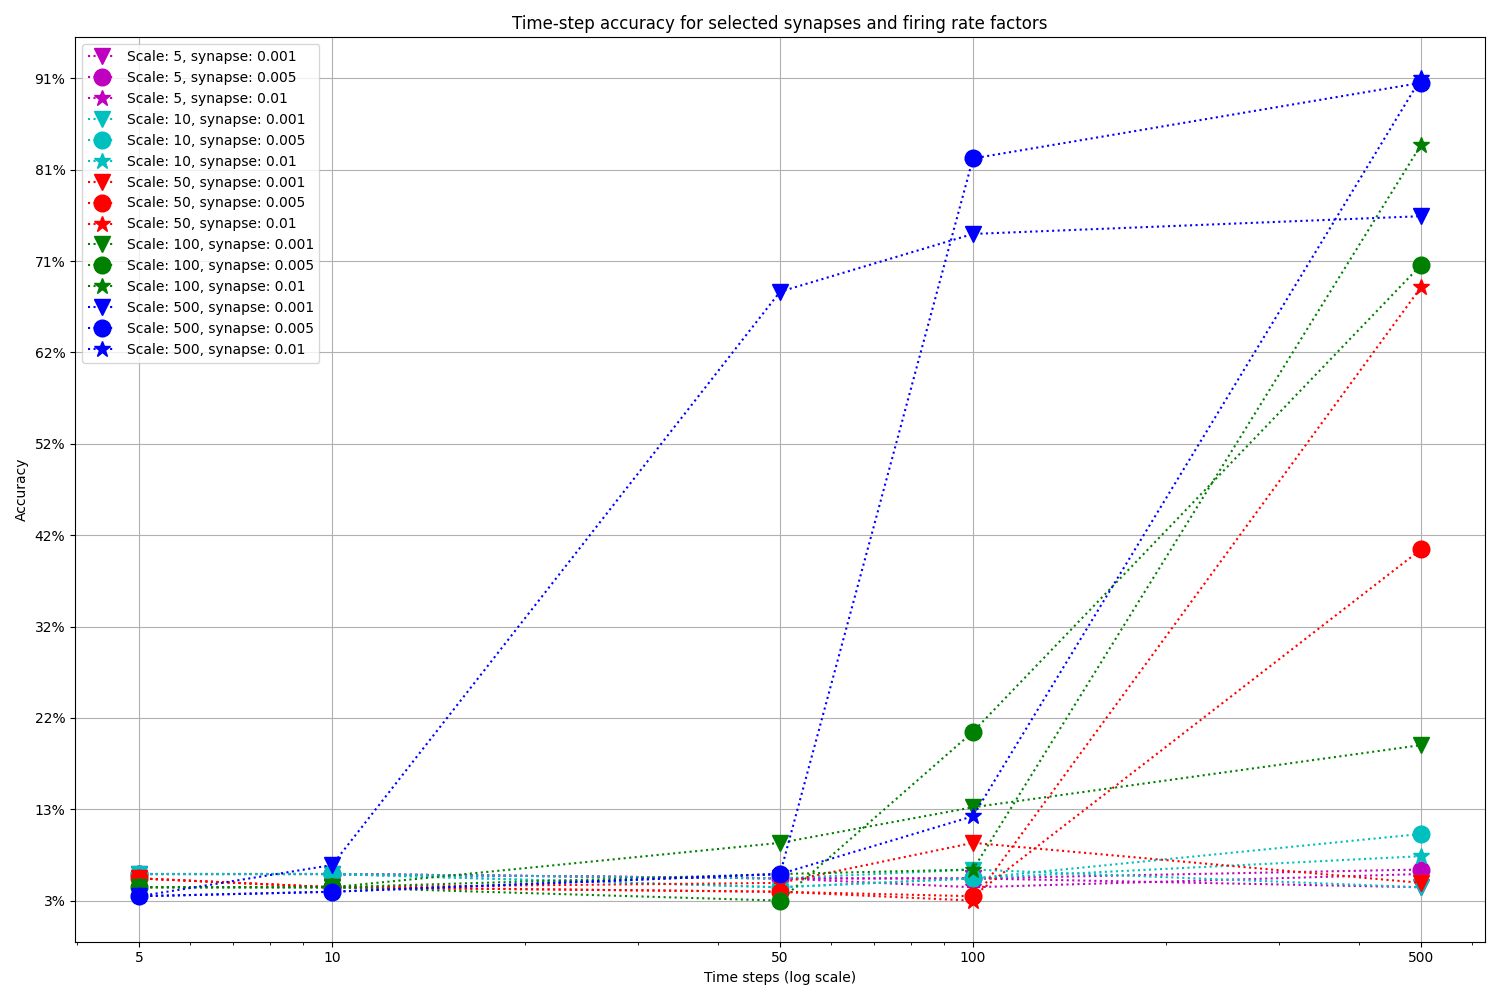 Time-step accuracy for selected synapses and firing rate factors
Scale: 5, synapse: 0.001
Scale: 5, synapse: 0.005
Scale: 5, synapse: 0.01
Scale: 10, synapse: 0.001
Scale: 10, synapse: 0.005
Scale: 10, synapse: 0.01
Scale: 50, synapse: 0.001
Scale: 50, synapse: 0.005
Scale: 50, synapse: 0.01
Scale: 100, synapse: 0.001
Scale: 100, synapse: 0.005
Scale: 100, synapse: 0.01
Scale: 500, synapse: 0.001
Scale: 500, synapse: 0.005
Scale: 500, synapse: 0.01
91%
81%
71%
62%
52%
42%
32%
22%
13%
3%
Accuracy
5 10 50 100 500
Time steps (log scale)